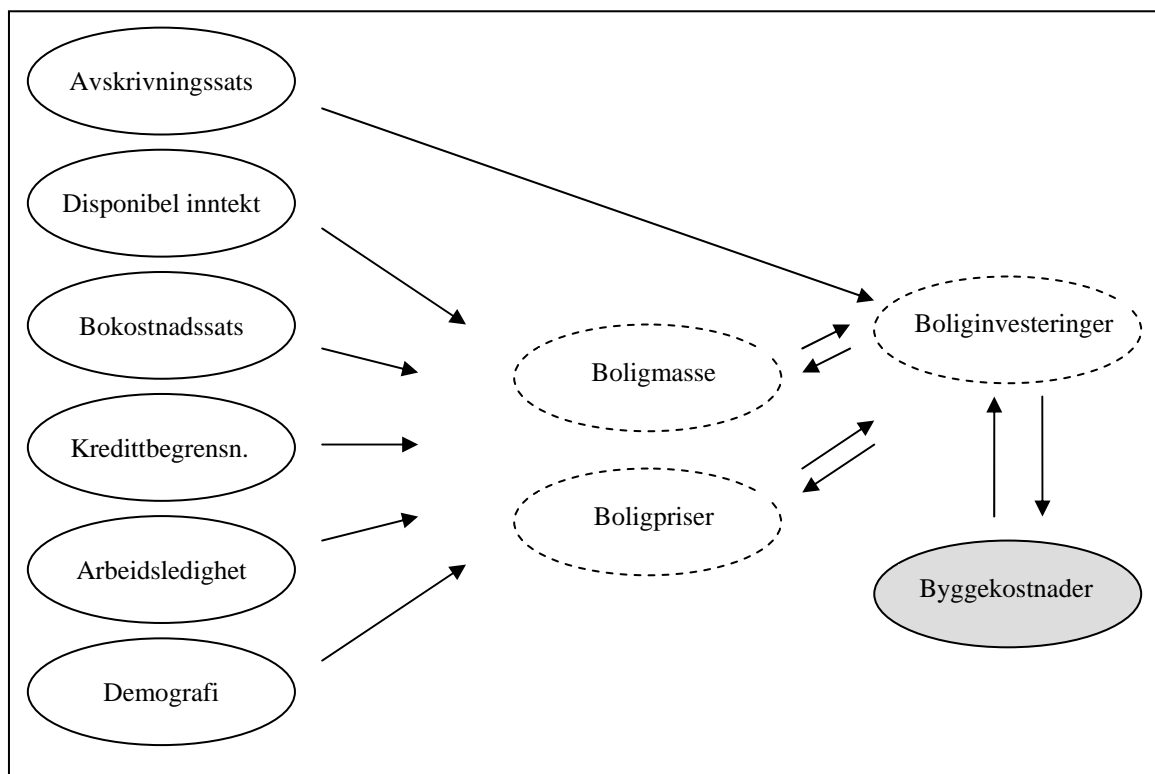 Avskrivningssats
Disponibel inntekt
Bokostnadssats
Kredittbegrensn.
Arbeidsledighet
Demografi
Boligmasse
Boligpriser
Boliginvesteringer
Byggekostnader